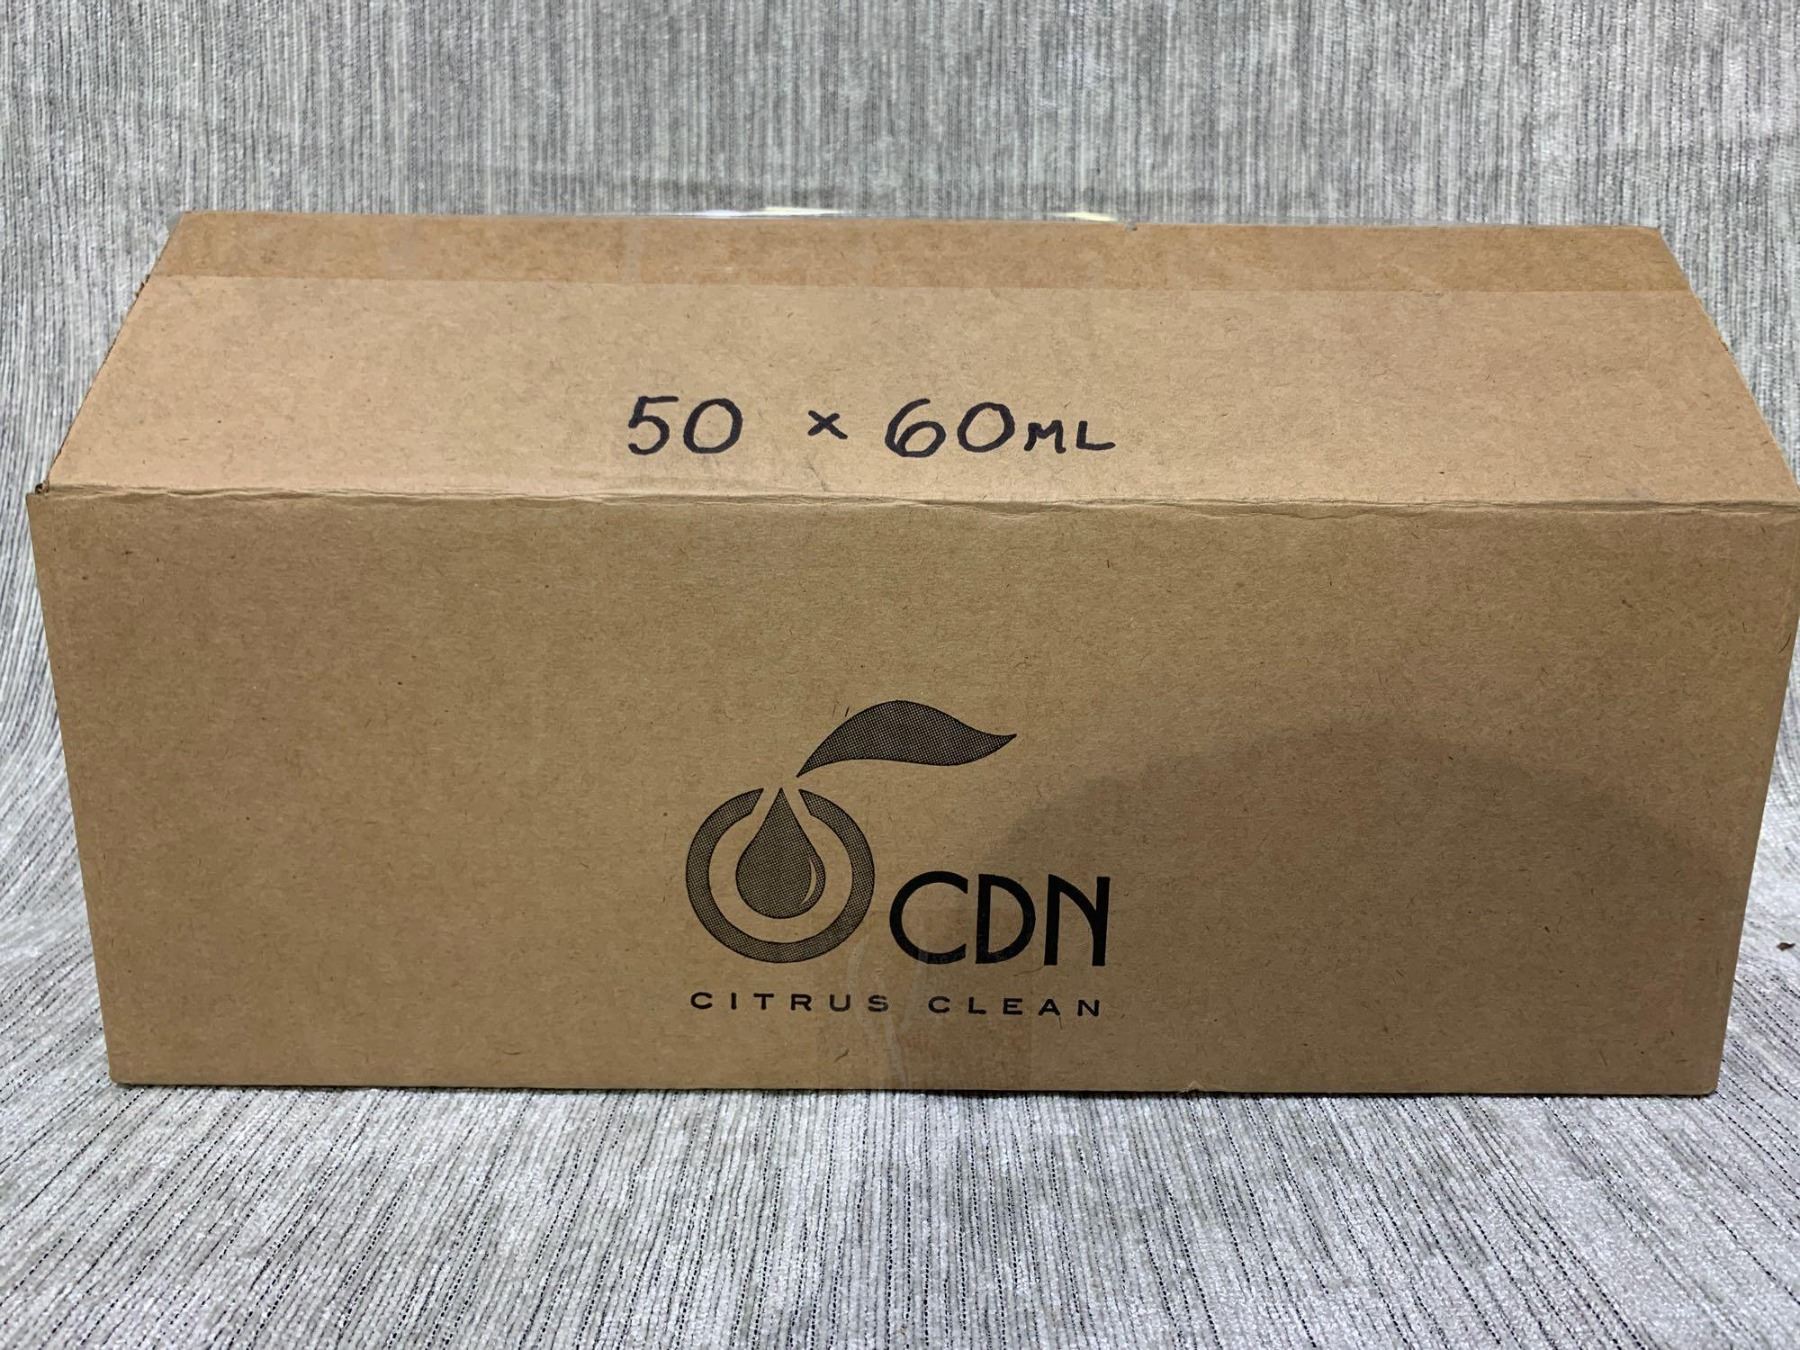 50 × 60ML
CDN
CITRUS CLEAN